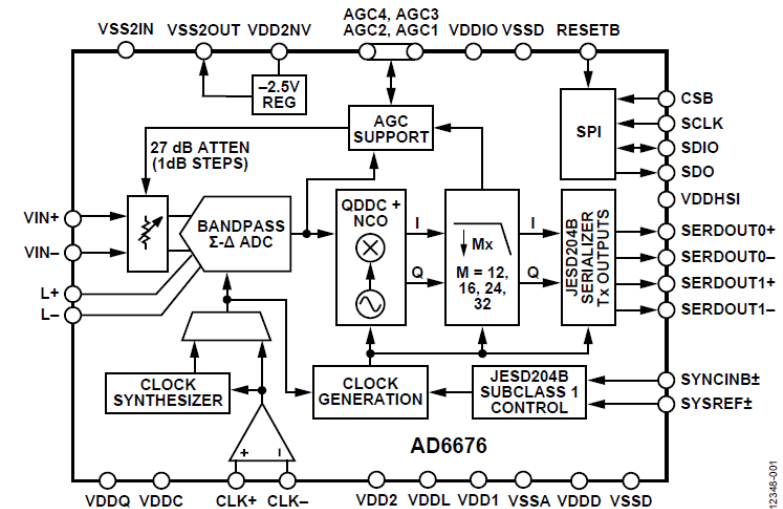 VSS2IN VSS2OUT VDD2NV
AGC4, AGC3
AGC2, AGC1
VDDIO VSSD RESETB
–2.5V
REG
AGC
SUPPORT
SPI
CSB
SCLK
SDIO
SDO
VDDHSI
27 dB ATTEN
(1dB STEPS)
VIN+
VIN–
L+
L–
BANDPASS
Σ-Δ ADC
QDDC +
NCO
I
Q
Mx
M = 12,
16, 24,
32
I
Q
JESD204B
SERIALIZER
Tx OUTPUTS
SERDOUT0+
SERDOUT0–
SERDOUT1+
SERDOUT1–
CLOCK
SYNTHESIZER
CLOCK
GENERATION
JESD204B
SUBCLASS 1
CONTROL
SYNCINB±
SYSREF±
+ –
AD6676
VDDQ VDDC CLK+ CLK– VDD2 VDDL VDD1 VSSA VDDD VSSD
12348-001